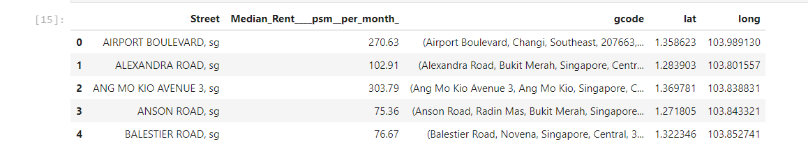 [15]:
Street Median_Rent____psm__per_month_ gcode lat long
0 AIRPORT BOULEVARD, sg 270.63 (Airport Boulevard, Changi, Southeast, 207663,... 1.358623 103.989130
1 ALEXANDRA ROAD, sg 102.91 (Alexandra Road, Bukit Merah, Singapore, Centr... 1.283903 103.801557
2 ANG MO KIO AVENUE 3, sg 303.79 (Ang Mo Kio Avenue 3, Ang Mo Kio, Singapore, C... 1.369781 103.838831
3 ANSON ROAD, sg 75.36 (Anson Road, Radin Mas, Bukit Merah, Singapore... 1.271805 103.843321
4 BALESTIER ROAD, sg 76.67 (Balestier Road, Novena, Singapore, Central, 3... 1.322346 103.852741